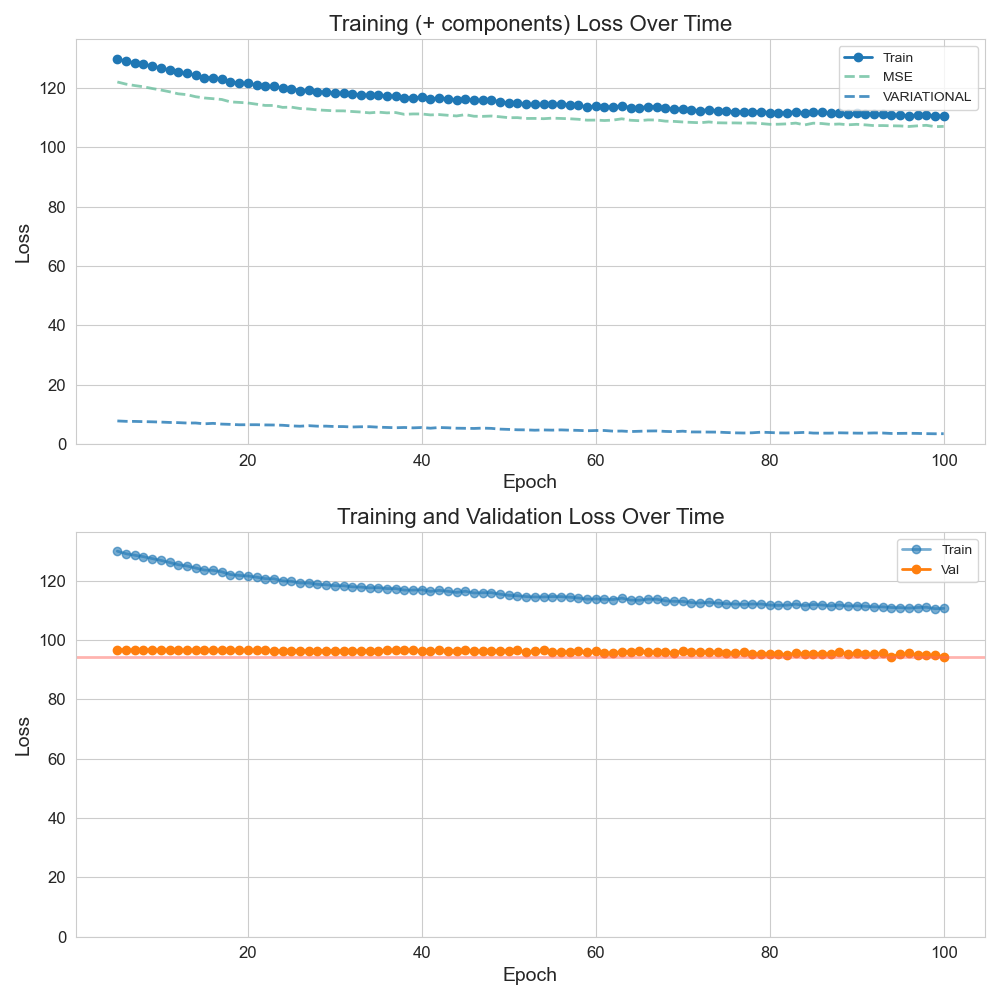 Training (+ components) Loss Over Time
Train
MSE
VARIATIONAL
120
100
80
60
40
20
0
Loss
20 40 60 80 100
Epoch
Training and Validation Loss Over Time
Train
Val
120
100
80
60
40
20
0
Loss
20 40 60 80 100
Epoch